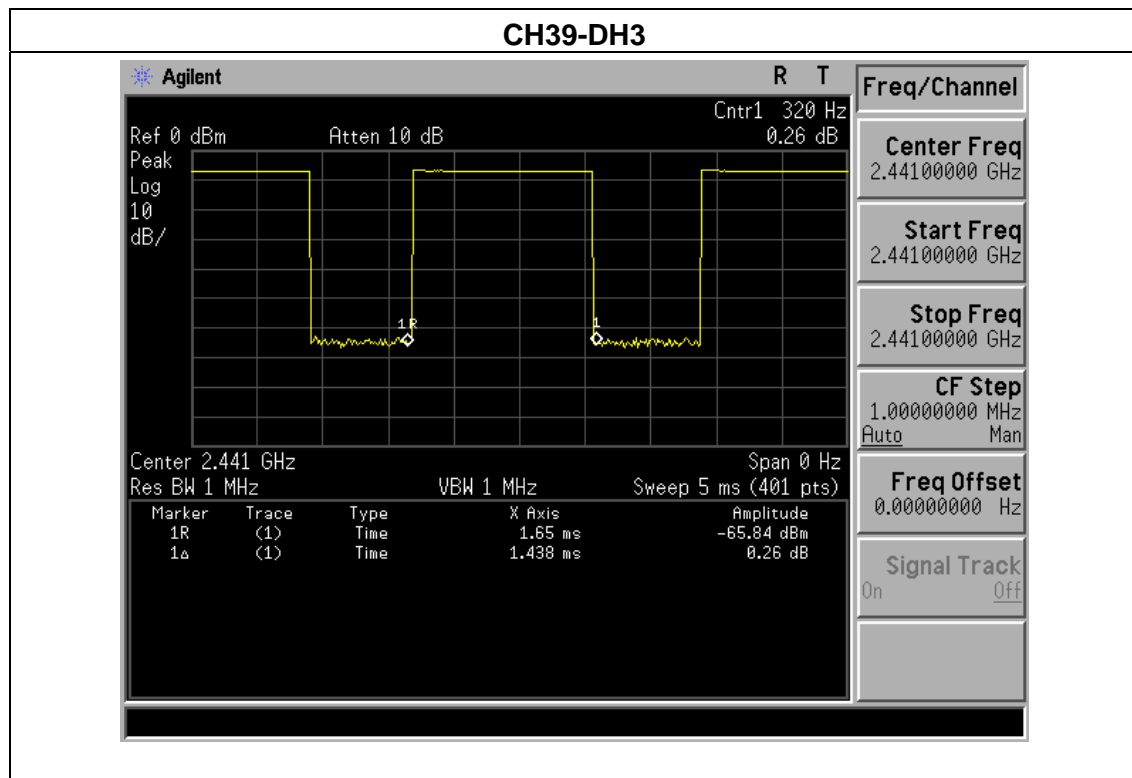 CH39-DH3
Agilent R T
Cntr1 320 Hz
Ref 0 dBm Atten 10 dB 0.26 dB
Peak
Log
10
dB/
1R
1
Center 2.441 GHz Span 0 Hz
Res BW 1 MHz VBW 1 MHz Sweep 5 ms (401 pts)
Marker Trace Type X Axis Amplitude
1R (1) Time 1.65 ms -65.84 dBm
1Δ (1) Time 1.438 ms 0.26 dB
Freq/Channel
Center Freq
2.44100000 GHz
Start Freq
2.44100000 GHz
Stop Freq
2.44100000 GHz
CF Step
1.00000000 MHz
Auto Man
Freq Offset
0.00000000 Hz
Signal Track
On Off